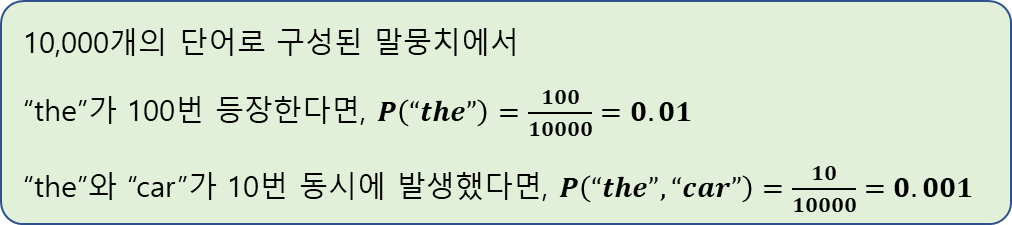 10,000개의 단어로 구성된 말뭉치에서
“the”가 100번 등장한다면, P(“the”) = 100/10000 = 0.01
“the”와 “car”가 10번 동시에 발생했다면, P(“the”, “car”) = 10/10000 = 0.001